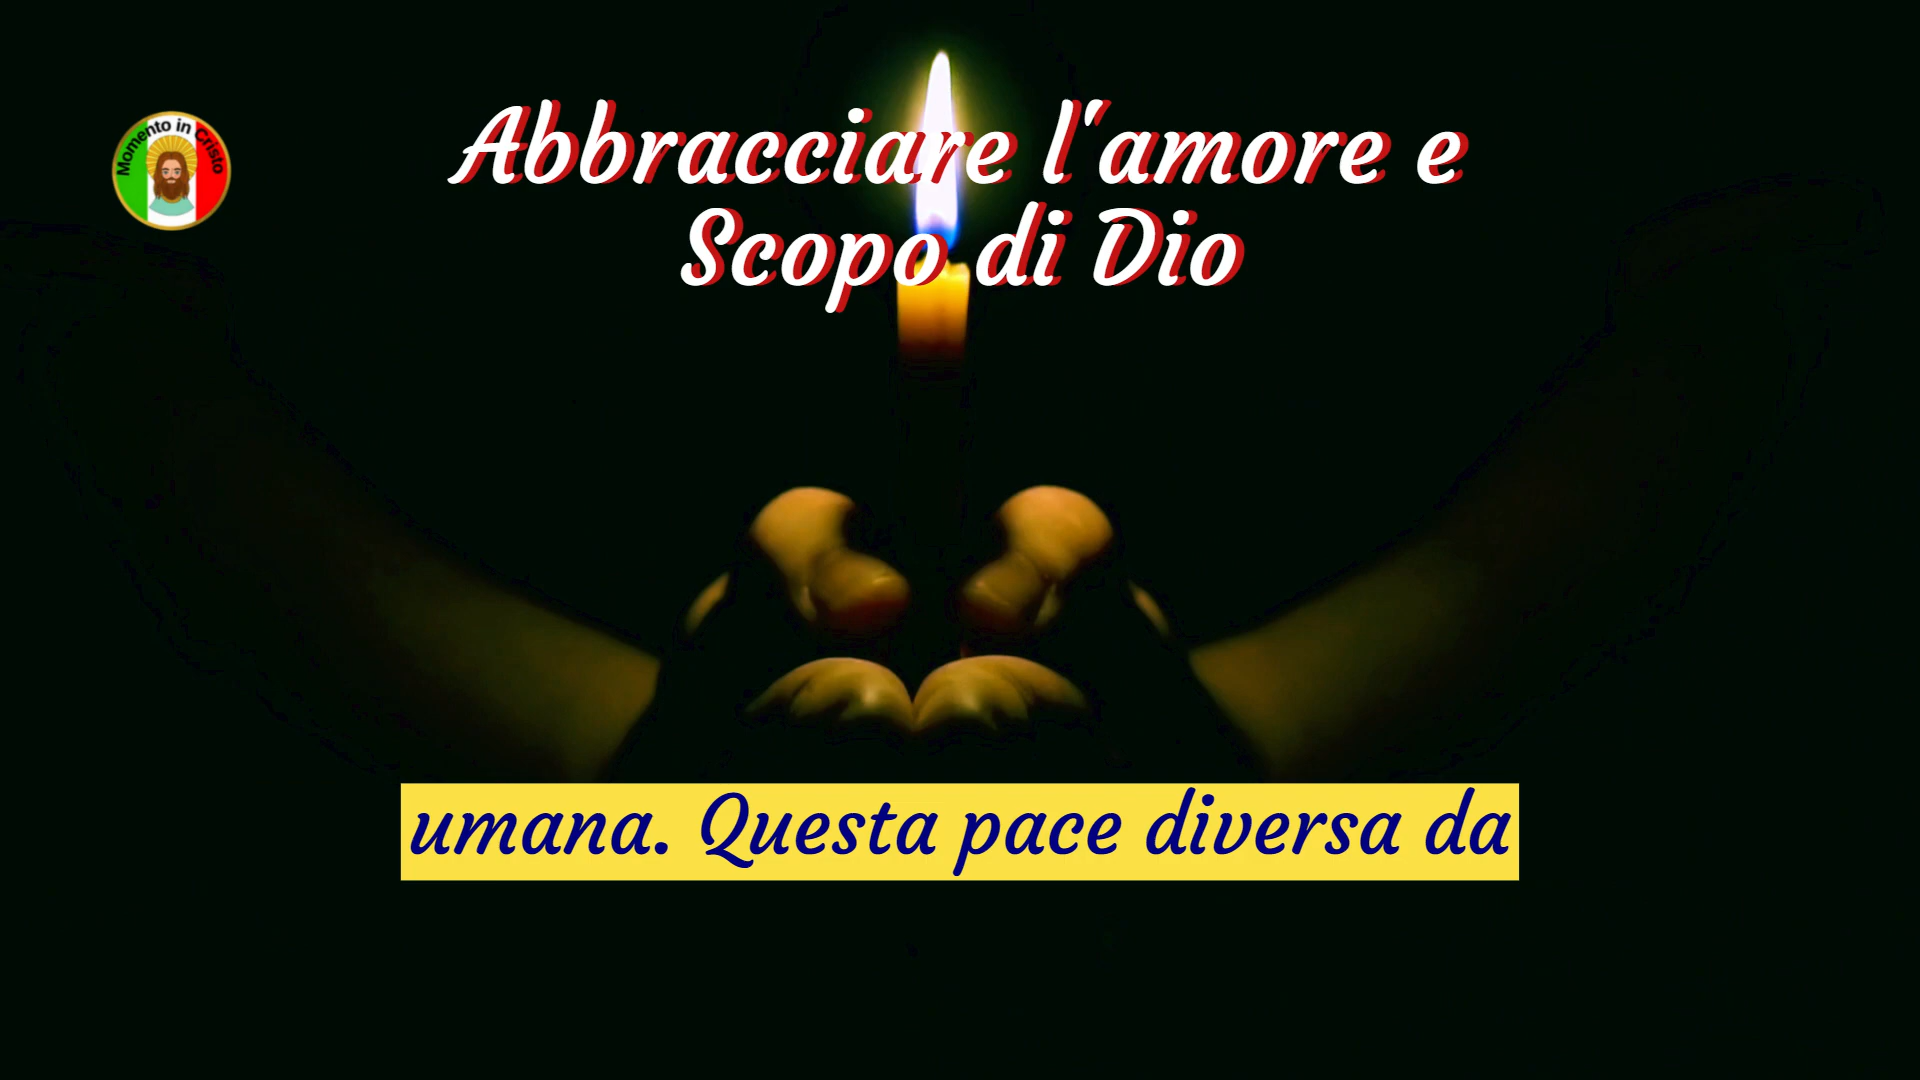 Momento in Cristo
Abbracciare l'amore e
Scopo di Dio
umana. Questa pace diversa da